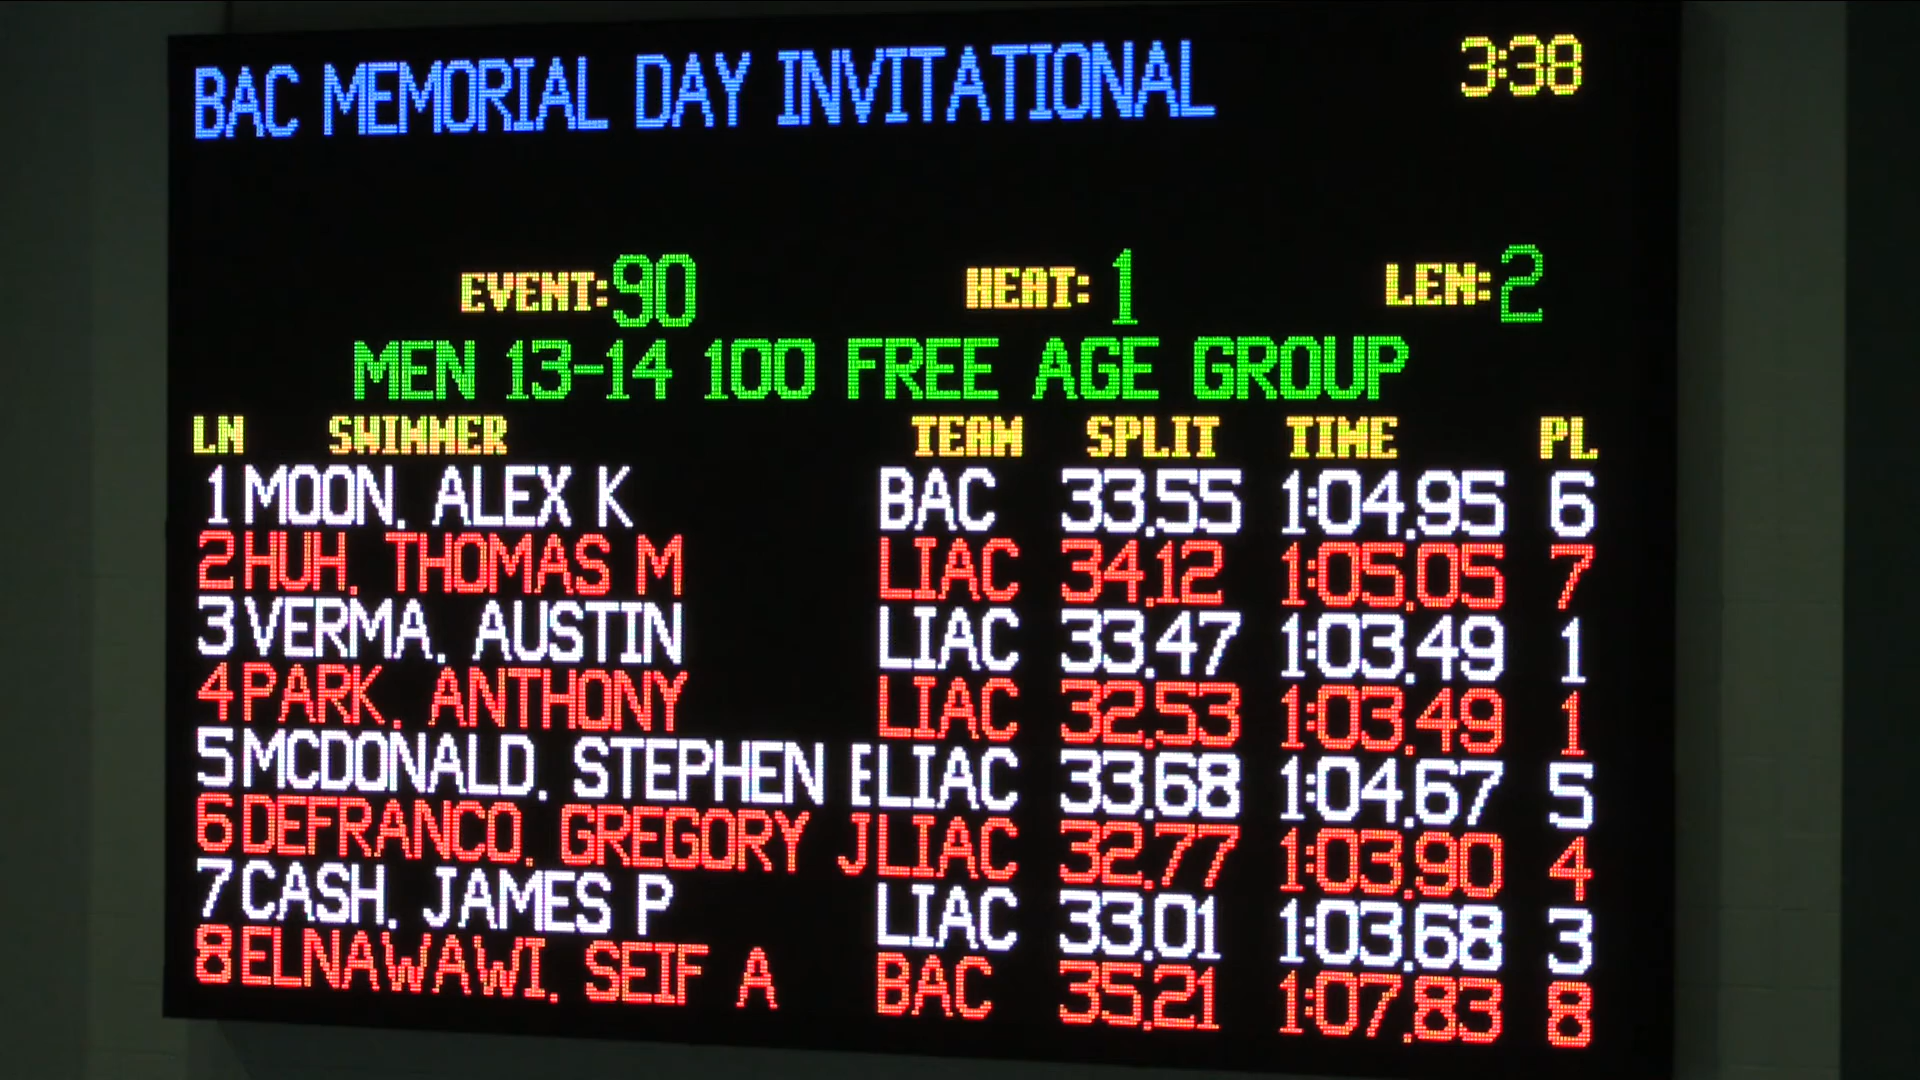 BAC MEMORIAL DAY INVITATIONAL 3:38
EVENT:90 HEAT: 1 LEN:2
MEN 13-14 100 FREE AGE GROUP
LN SWIMMER TEAM SPLIT TIME PL
1 MOON, ALEX K BAC 33.55 1:04.95 6
2 HUH, THOMAS M LIAC 34.12 1:05.05 7
3 VERMA, AUSTIN LIAC 33.47 1:03.49 1
4 PARK, ANTHONY LIAC 32.53 1:03.49 1
5 MCDONALD, STEPHEN E LIAC 33.68 1:04.67 5
6 DEFRANCO, GREGORY J LIAC 32.77 1:03.90 4
7 CASH, JAMES P LIAC 33.01 1:03.68 3
8 ELNAWAWI, SEIF A BAC 35.21 1:07.83 8